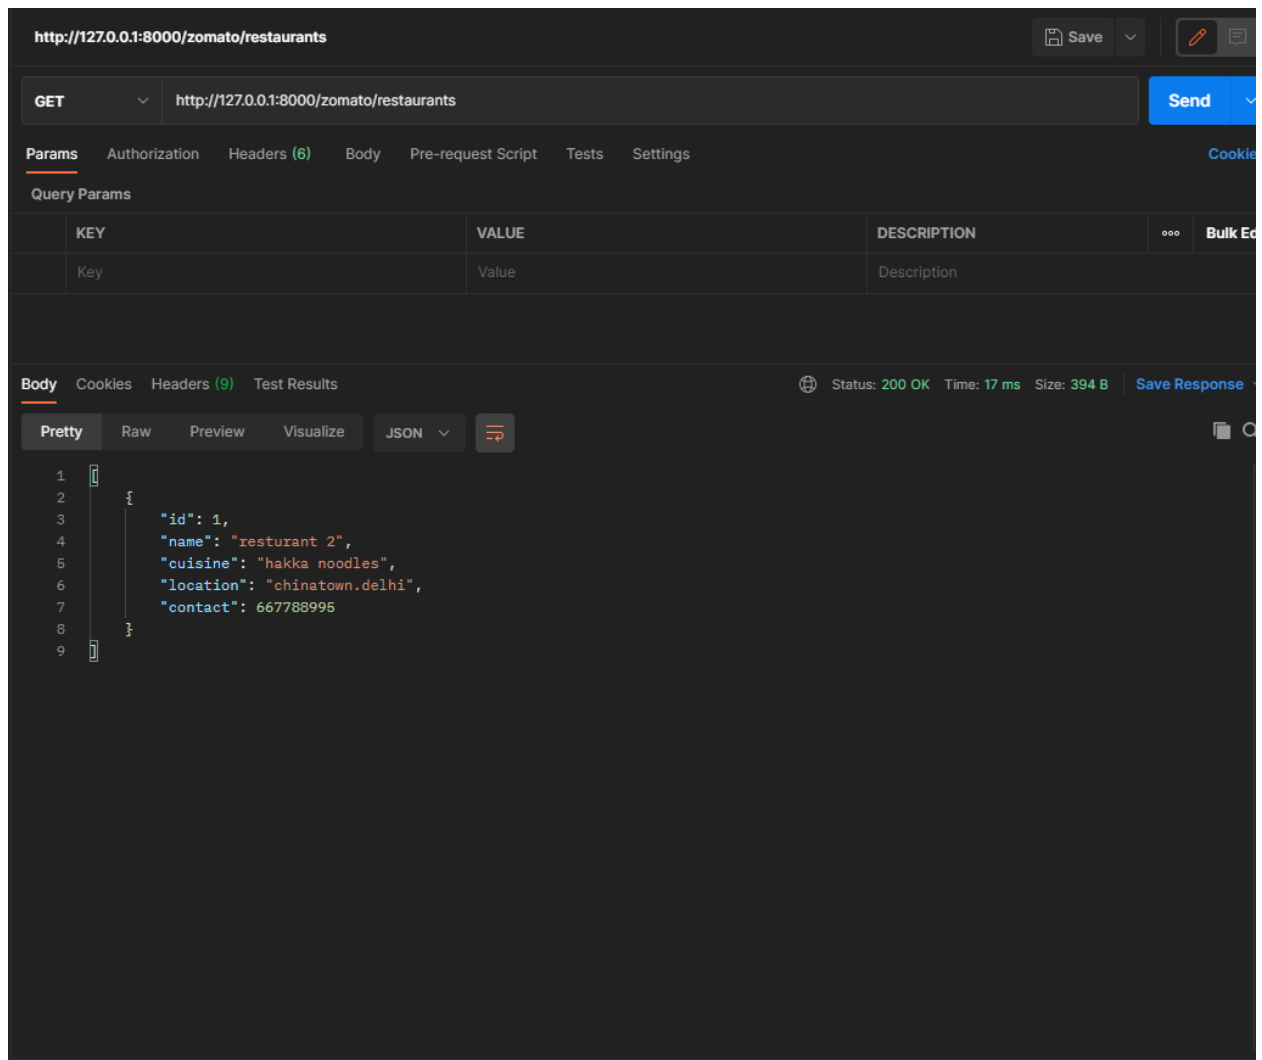 http://127.0.0.1:8000/zomato/restaurants Save
GET http://127.0.0.1:8000/zomato/restaurants Send
Params Authorization Headers (6) Body Pre-request Script Tests Settings Cookie
Query Params
KEY VALUE DESCRIPTION ooo Bulk Ed
Key Value Description
Body Cookies Headers (9) Test Results Status: 200 OK Time: 17 ms Size: 394 B Save Response
Pretty Raw Preview Visualize JSON
1 [
2 {
3 "id": 1,
4 "name": "resturant 2",
5 "cuisine": "hakka noodles",
6 "location": "chinatown.delhi",
7 "contact": 667788995
8 }
9 ]